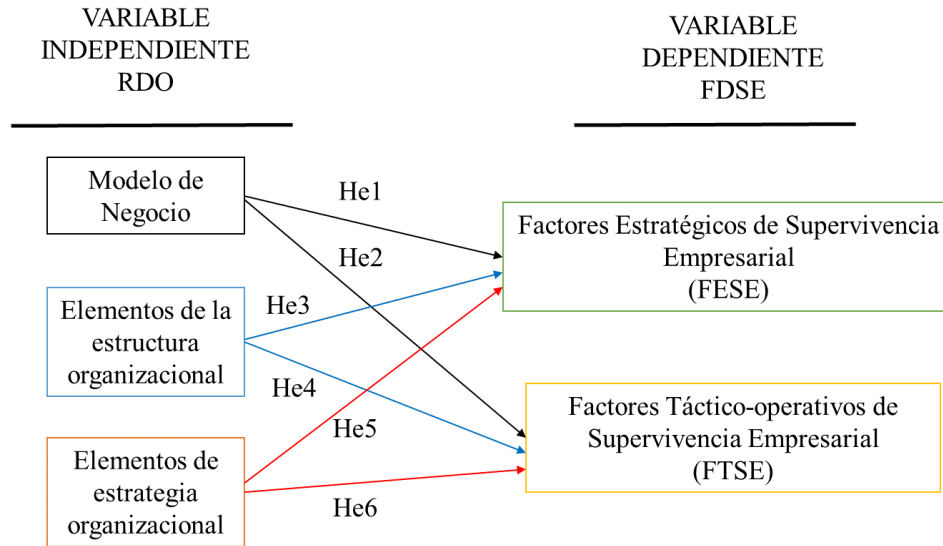 VARIABLE
INDEPENDIENTE
RDO
VARIABLE
DEPENDIENTE
FDSE
Modelo de
Negocio
He1
He2
Factores Estratégicos de Supervivencia
Empresarial
(FESE)
Elementos de la
estructura
organizacional
He3
He4
Factores Táctico-operativos de
Supervivencia Empresarial
(FTSE)
Elementos de
estrategia
organizacional
He5
He6